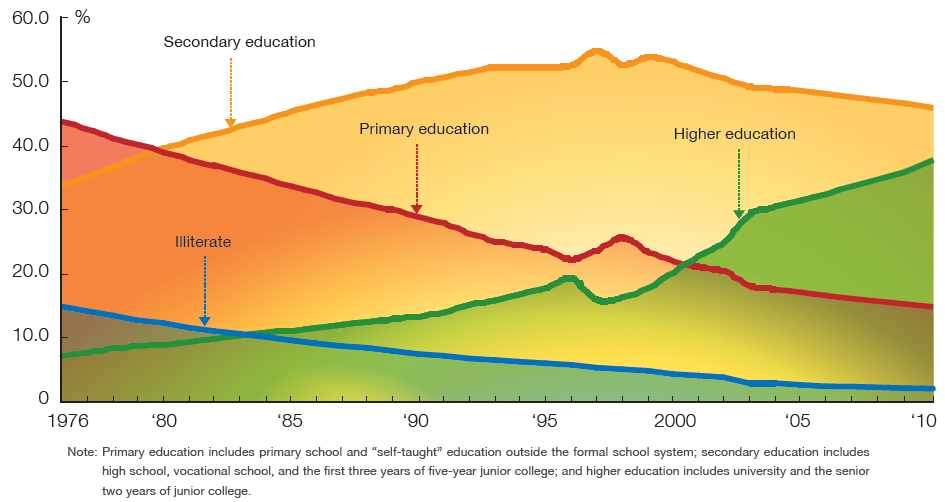 60.0 %
Secondary education
50.0
Primary education
Higher education
40.0
30.0
Illiterate
20.0
10.0
0
1976 ‘80 ‘85 ‘90 ‘95 2000 ‘05 ‘10
Note: Primary education includes primary school and “self-taught” education outside the formal school system; secondary education includes
high school, vocational school, and the first three years of five-year junior college; and higher education includes university and the senior
two years of junior college.